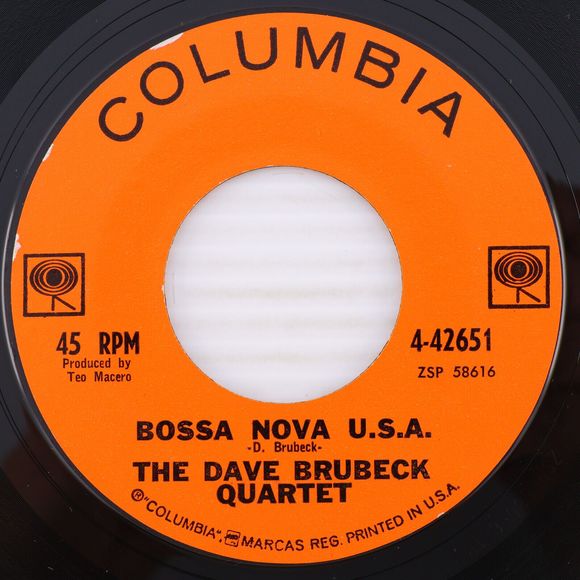 COLUMBIA
45 RPM
Produced by
Teo Macero
4-42651
ZSP 58616
BOSSA NOVA U.S.A.
-D. Brubeck-
THE DAVE BRUBECK
QUARTET
®"COLUMBIA", MARCAS REG. PRINTED IN U.S.A.